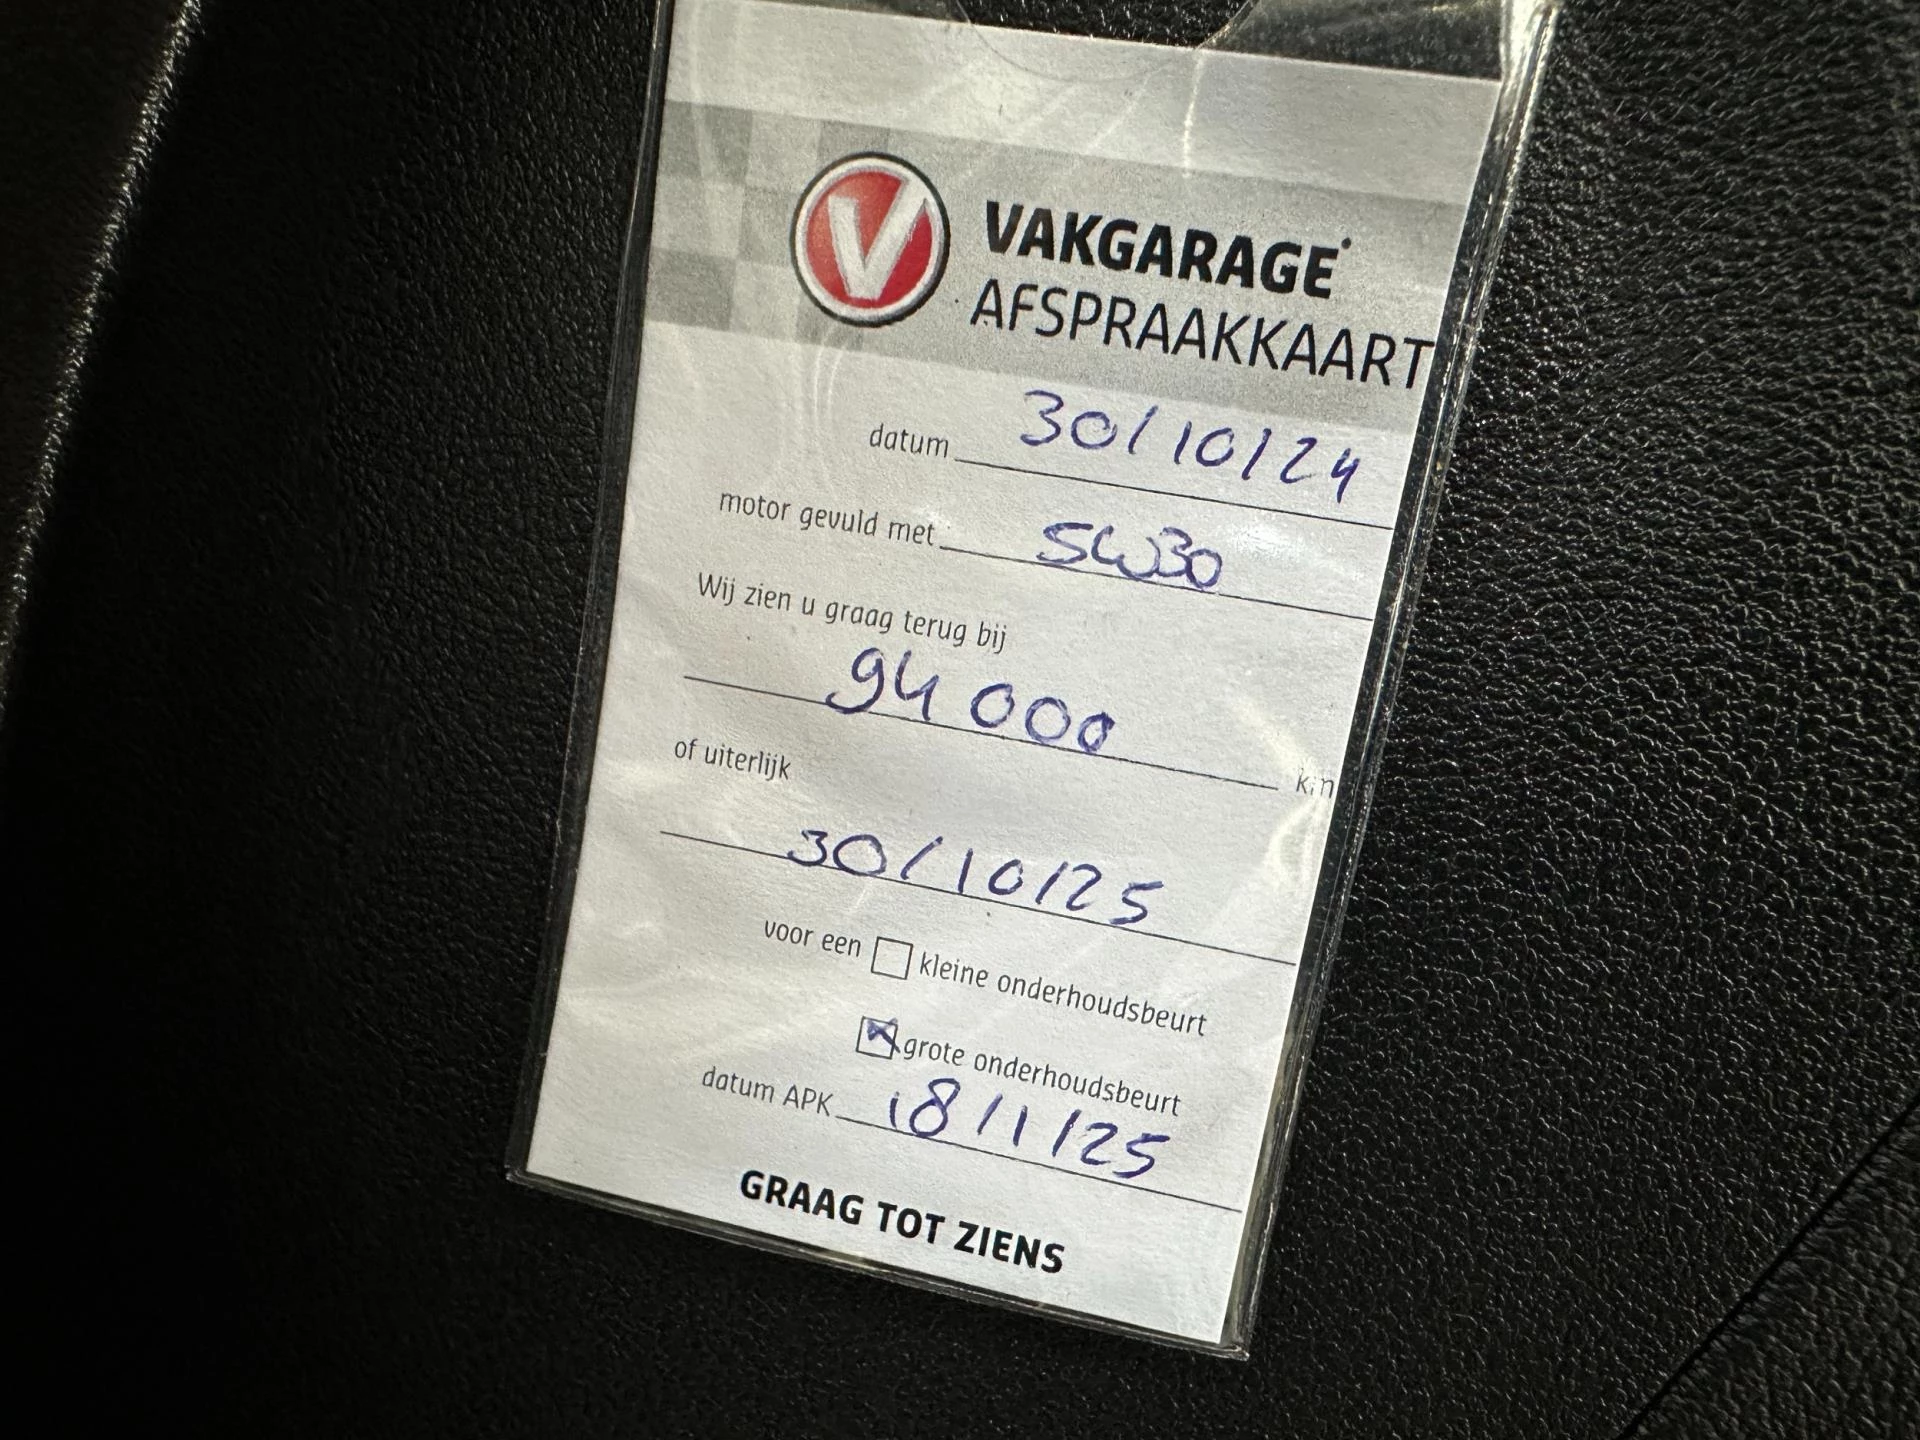 V
VAKGARAGE
AFSPRAAKKAART
datum 30/10/24
motor gevuld met 5W30
Wij zien u graag terug bij
94 000 km
of uiterlijk
30/10/25
voor een kleine onderhoudsbeurt
grote onderhoudsbeurt
datum APK 18/1/25
GRAAG TOT ZIENS